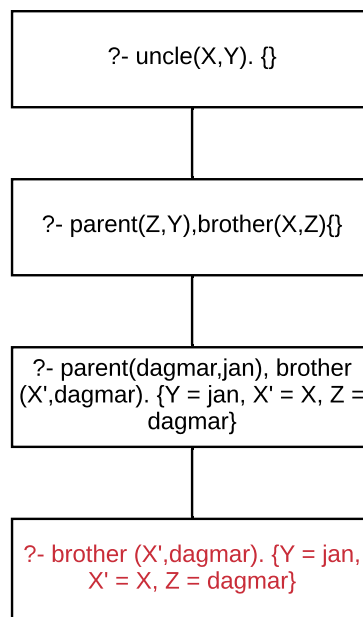 ?- uncle(X,Y). {}
?- parent(Z,Y),brother(X,Z){}
?- parent(dagmar,jan), brother
(X',dagmar). {Y = jan, X' = X, Z =
dagmar}
?- brother (X',dagmar). {Y = jan,
X' = X, Z = dagmar}